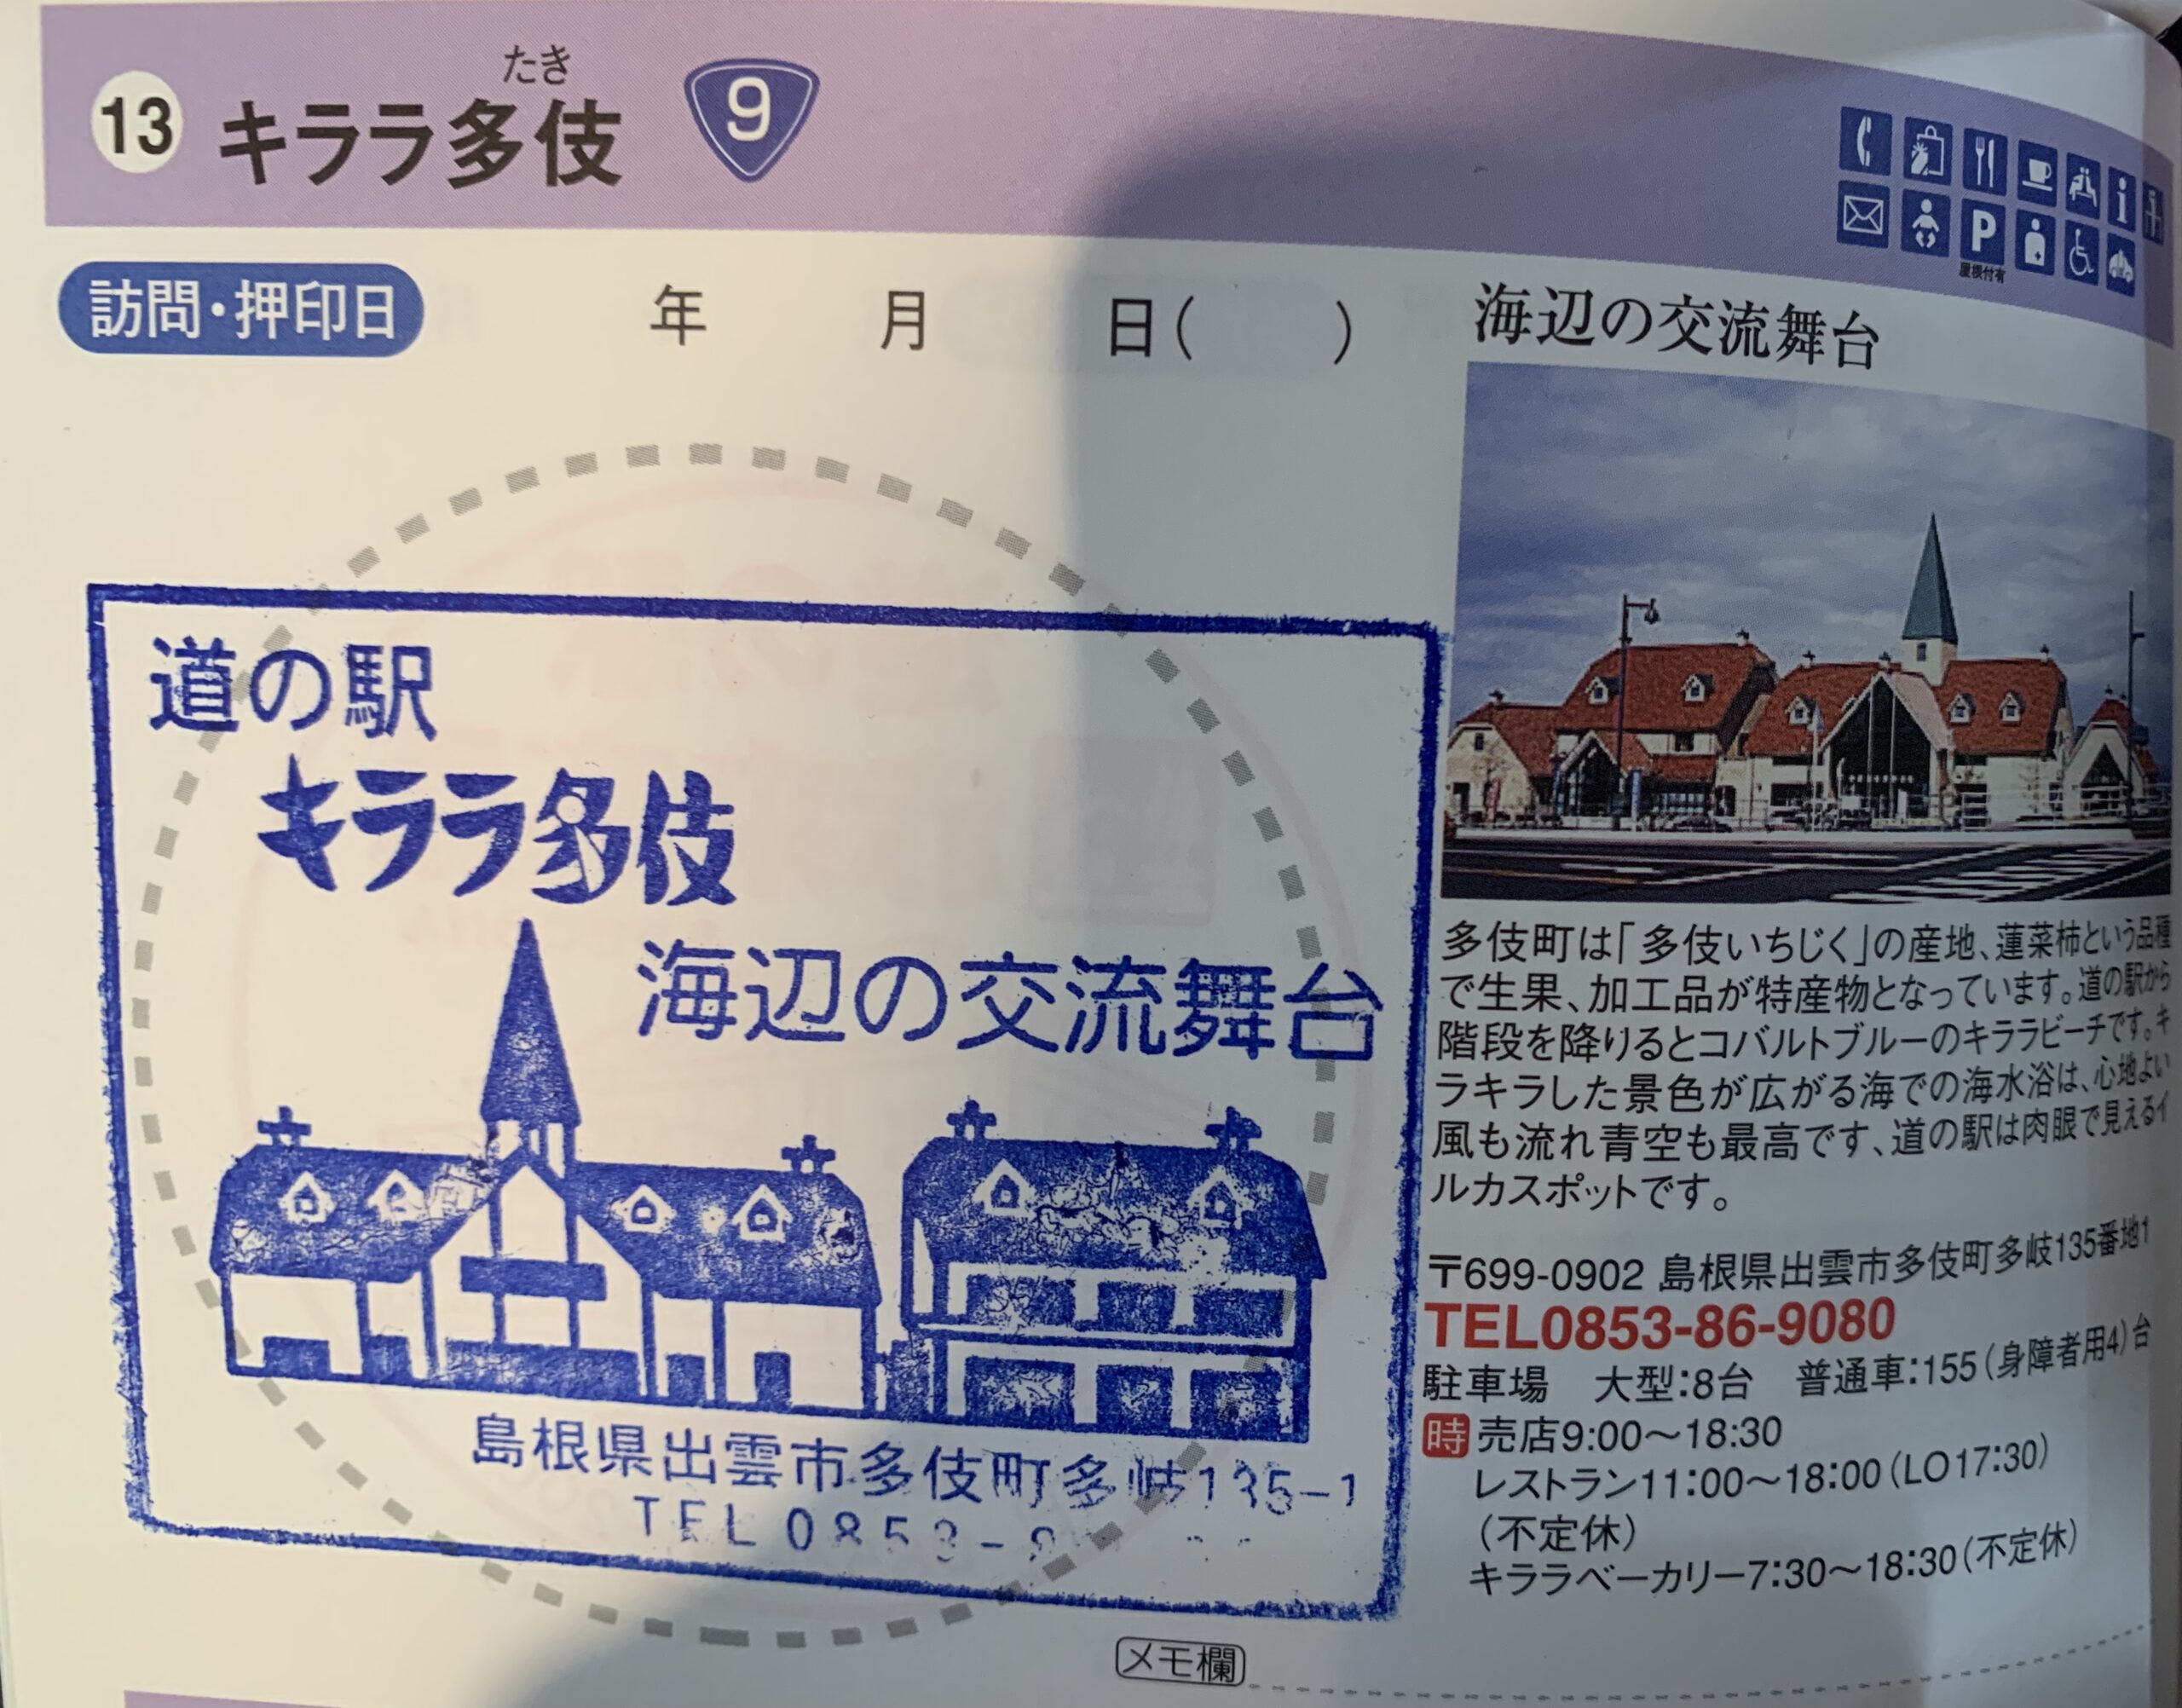 たき
13 キララ多伎 9
P
屋根付有
訪問・押印日 年 月 日( )
道の駅
キララ多伎
海辺の交流舞台
島根県出雲市多伎町多岐135-1
TEL0853-
海辺の交流舞台
多伎町は「多伎いちじく」の産地、蓬莱柿という品種
で生果、加工品が特産物となっています。道の駅から
階段を降りるとコバルトブルーのキララビーチです。キ
ラキラした景色が広がる海での海水浴は、心地よい
風も流れ青空も最高です、道の駅は肉眼で見えるイ
ルカスポットです。
〒699-0902 島根県出雲市多伎町多岐135番地1
TEL0853-86-9080
駐車場 大型:8台 普通車:155(身障者用4)台
時 売店9:00～18:30
レストラン11:00～18:00(LO17:30)
(不定休)
キララベーカリー7:30～18:30(不定休)
メモ欄